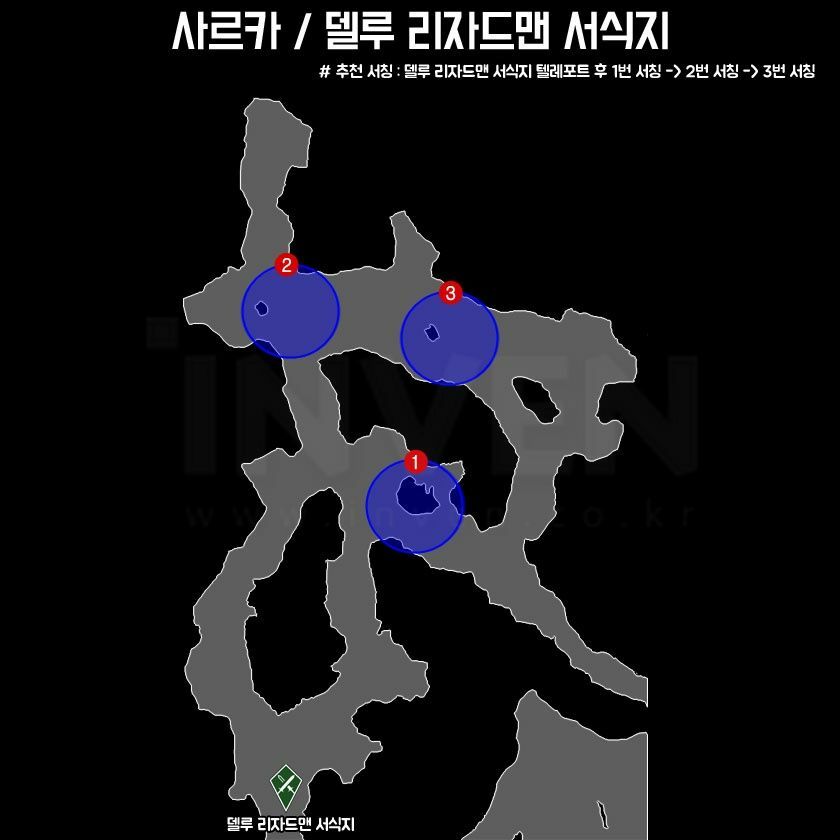 사르카 / 델루 리자드맨 서식지
# 추천 서칭 : 델루 리자드맨 서식지 텔레포트 후 1번 서칭 -> 2번 서칭 -> 3번 서칭
2
3
iNVEN
1
www.inven.co.kr
델루 리자드맨 서식지